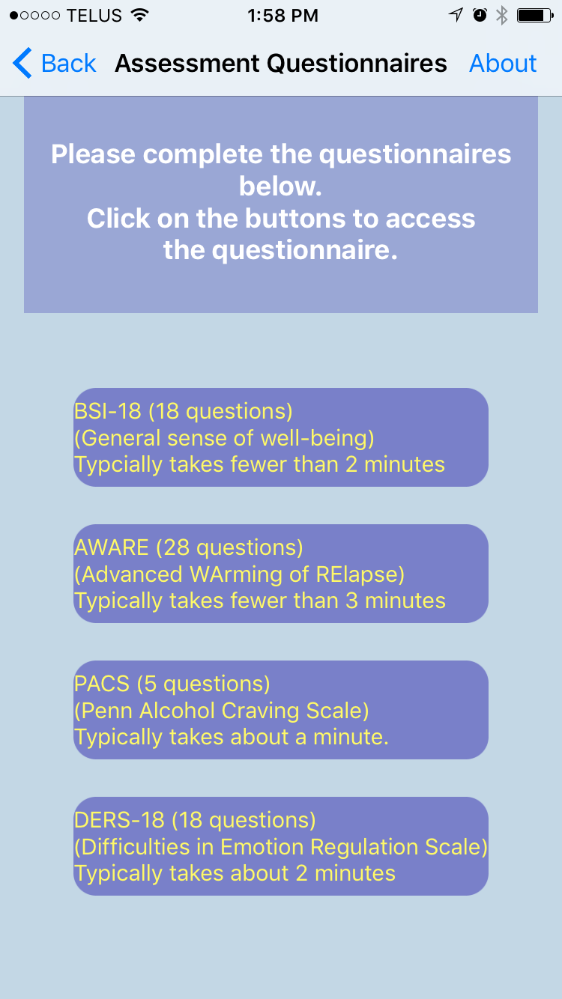 TELUS 1:58 PM
Back Assessment Questionnaires About
Please complete the questionnaires
below.
Click on the buttons to access
the questionnaire.
BSI-18 (18 questions)
(General sense of well-being)
Typcially takes fewer than 2 minutes
AWARE (28 questions)
(Advanced WArming of RElapse)
Typically takes fewer than 3 minutes
PACS (5 questions)
(Penn Alcohol Craving Scale)
Typically takes about a minute.
DERS-18 (18 questions)
(Difficulties in Emotion Regulation Scale)
Typically takes about 2 minutes